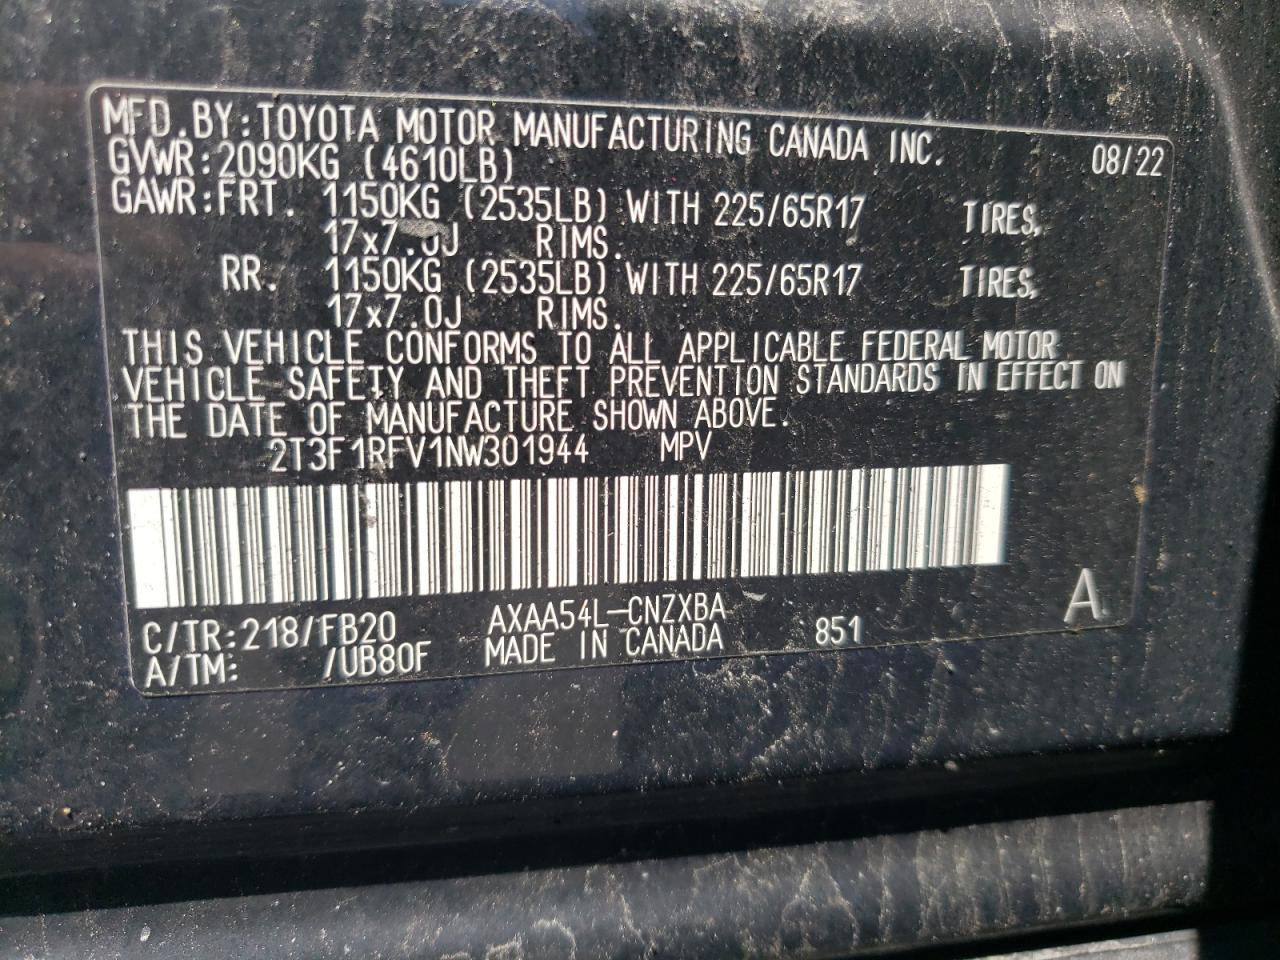 MFD.BY:TOYOTA MOTOR MANUFACTURING CANADA INC. 08/22
GVWR:2090KG (4610LB)
GAWR:FRT. 1150KG (2535LB) WITH 225/65R17 TIRES,
17x7.0J RIMS.
RR. 1150KG (2535LB) WITH 225/65R17 TIRES,
17x7.0J RIMS.
THIS VEHICLE CONFORMS TO ALL APPLICABLE FEDERAL MOTOR
VEHICLE SAFETY AND THEFT PREVENTION STANDARDS IN EFFECT ON
THE DATE OF MANUFACTURE SHOWN ABOVE.
2T3F1RFV1NW301944 MPV
C/TR:218/FB20 AXAA54L-CNZXBA 851 A
A/TM: /UB80F MADE IN CANADA